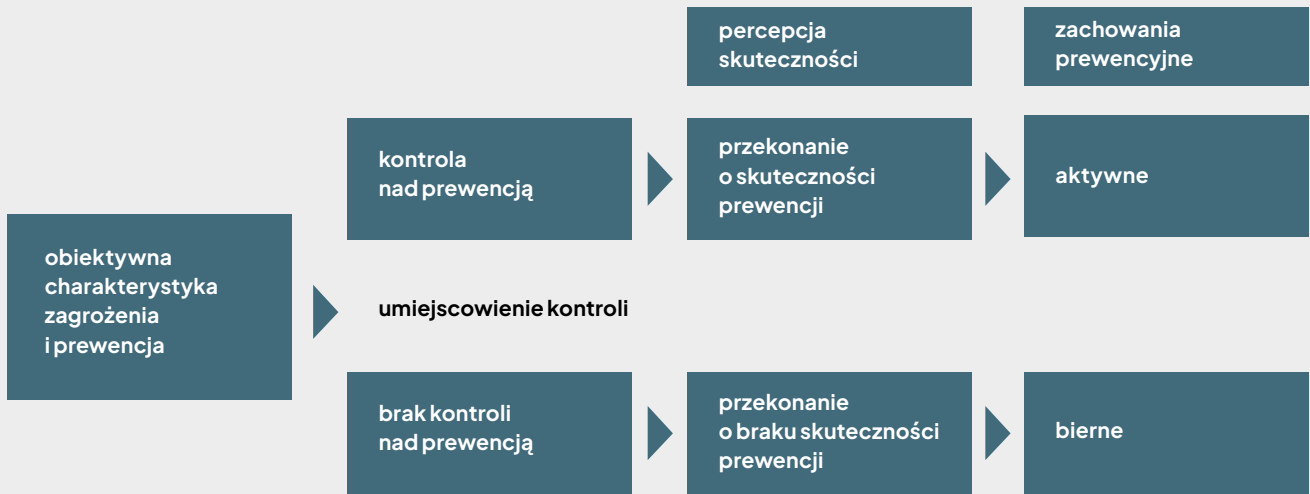 percepcja
skuteczności
zachowania
prewencyjne
kontrola
nad prewencją
przekonanie
o skuteczności
prewencji
aktywne
obiektywna
charakterystyka
zagrożenia
i prewencja
umiejscowienie kontroli
brak kontroli
nad prewencją
przekonanie
o braku skuteczności
prewencji
bierne